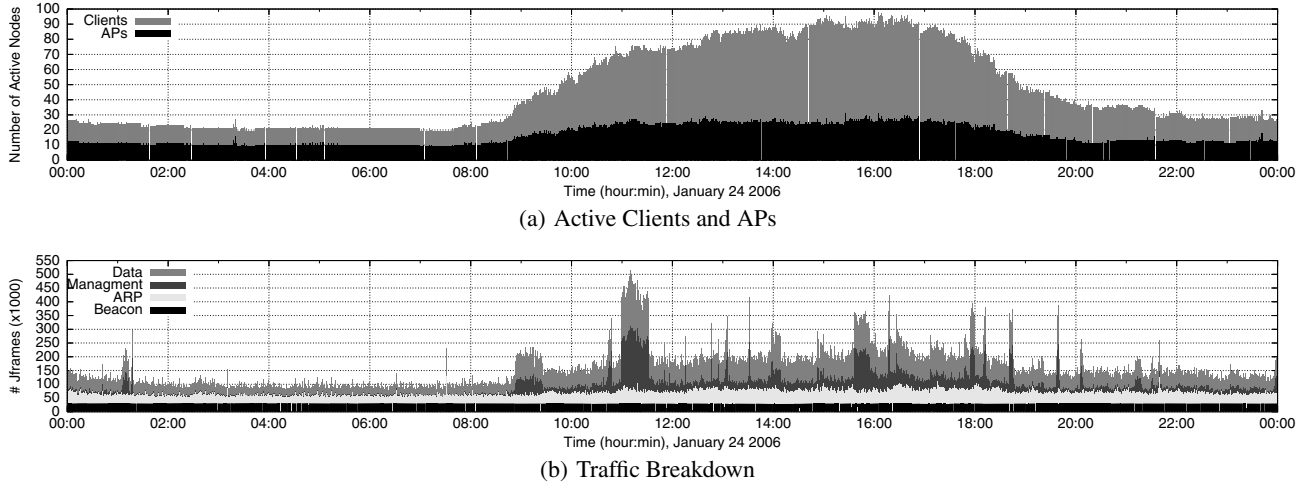 100
90
80
70
60
50
40
30
20
10
0
Number of Active Nodes
Clients
APs
00:00 02:00 04:00 06:00 08:00 10:00 12:00 14:00 16:00 18:00 20:00 22:00 00:00
Time (hour:min), January 24 2006
(a) Active Clients and APs
550
500
450
400
350
300
250
200
150
100
50
0
# Jframes (x1000)
Data
Managment
ARP
Beacon
00:00 02:00 04:00 06:00 08:00 10:00 12:00 14:00 16:00 18:00 20:00 22:00 00:00
Time (hour:min), January 24 2006
(b) Traffic Breakdown